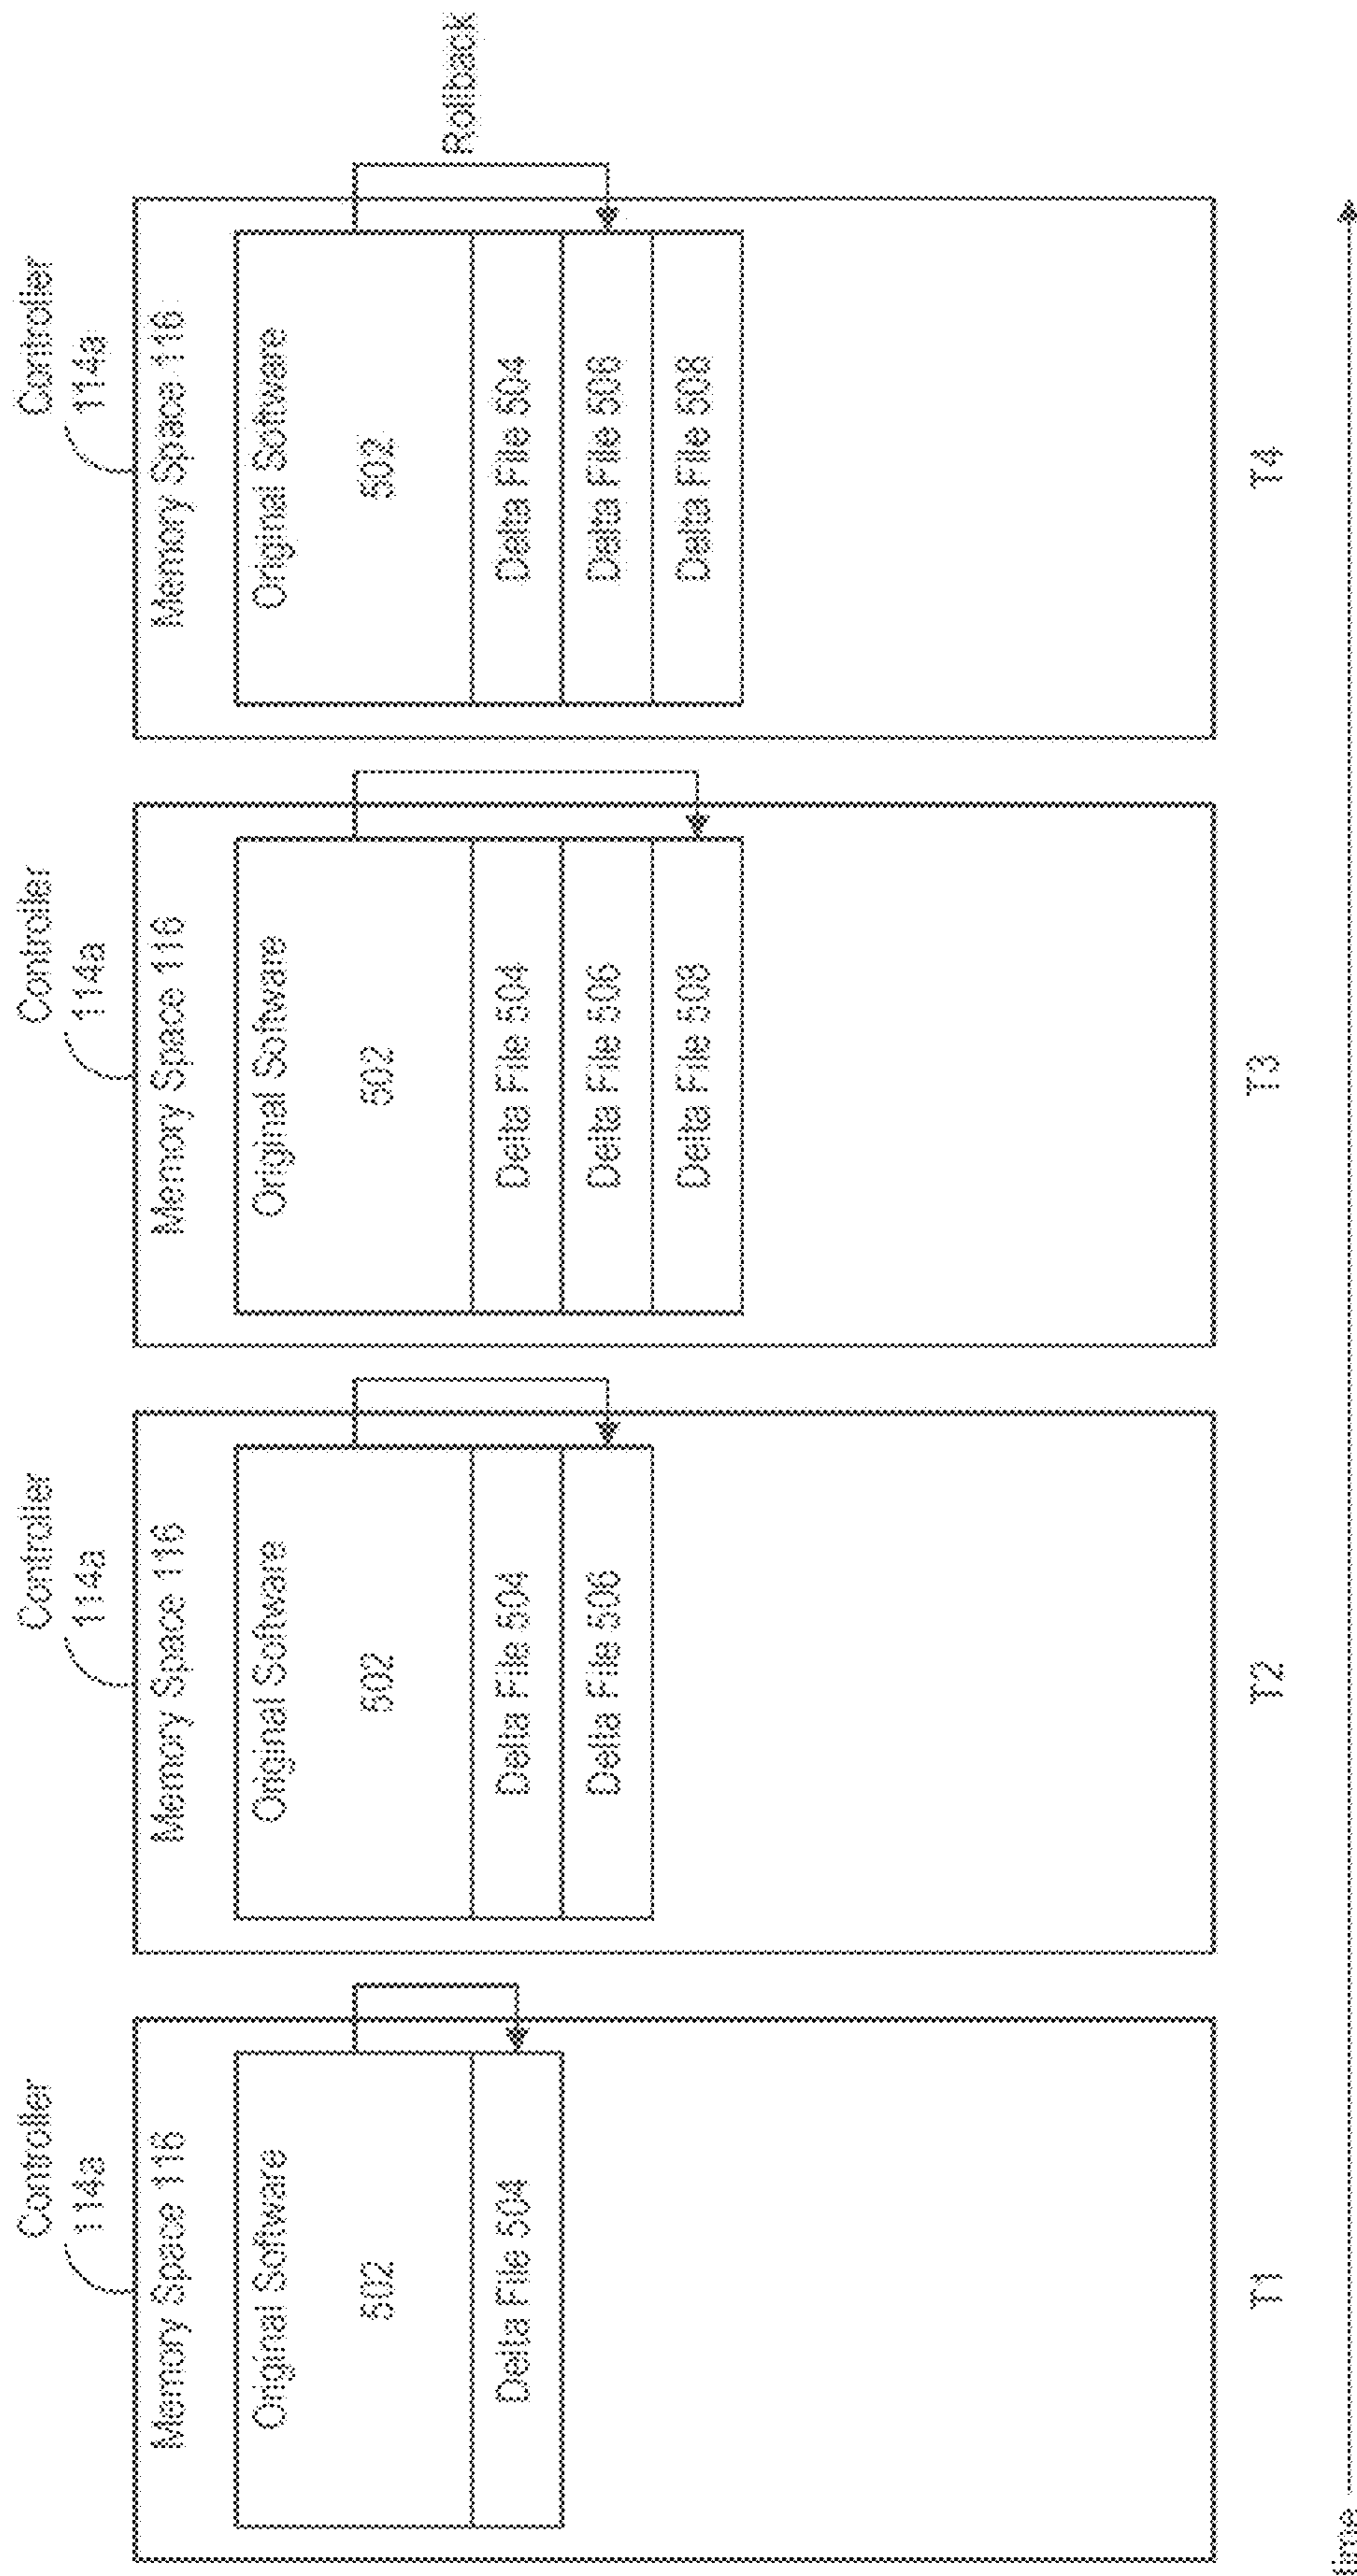 Controller
114a
Memory Space 116
Original Software
502
Delta File 504
T1
Controller
114a
Memory Space 116
Original Software
502
Delta File 504
Delta File 506
T2
Controller
114a
Memory Space 116
Original Software
502
Delta File 504
Delta File 506
Delta File 508
T3
Controller
114a
Memory Space 116
Original Software
502
Delta File 504
Delta File 506
Delta File 508
Rollback
T4
time